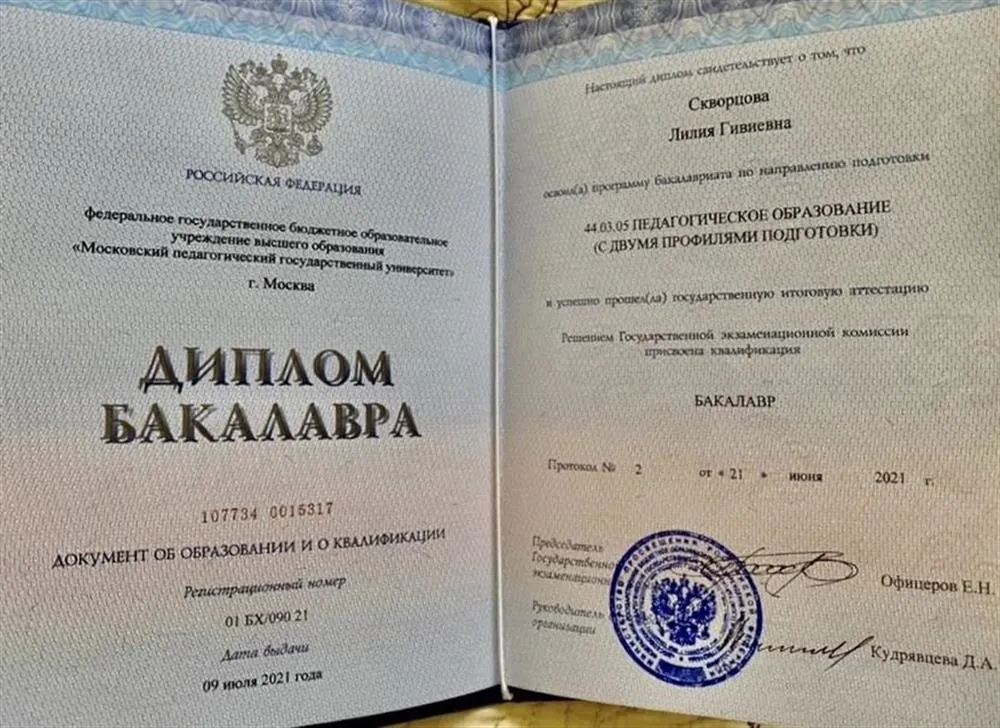 РОССИЙСКАЯ ФЕДЕРАЦИЯ
федеральное государственное бюджетное образовательное
учреждение высшего образования
«Московский педагогический государственный университет»
г. Москва
ДИПЛОМ
БАКАЛАВРА
107734 0015317
ДОКУМЕНТ ОБ ОБРАЗОВАНИИ И О КВАЛИФИКАЦИИ
Регистрационный номер
01 БХ/090 21
Дата выдачи
09 июля 2021 года
Настоящий диплом свидетельствует о том, что
Скворцова
Лилия Гивиевна
освоил(а) программу бакалавриата по направлению подготовки
44.03.05 ПЕДАГОГИЧЕСКОЕ ОБРАЗОВАНИЕ
(С ДВУМЯ ПРОФИЛЯМИ ПОДГОТОВКИ)
и успешно прошел(ла) государственную итоговую аттестацию
Решением Государственной экзаменационной комиссии
присвоена квалификация
БАКАЛАВР
Протокол № 2 от « 21 » июня 2021 г.
Председатель
Государственно
экзаменационн
Офицеров Е.Н.
Руководитель
организации
Кудрявцева Д.А.